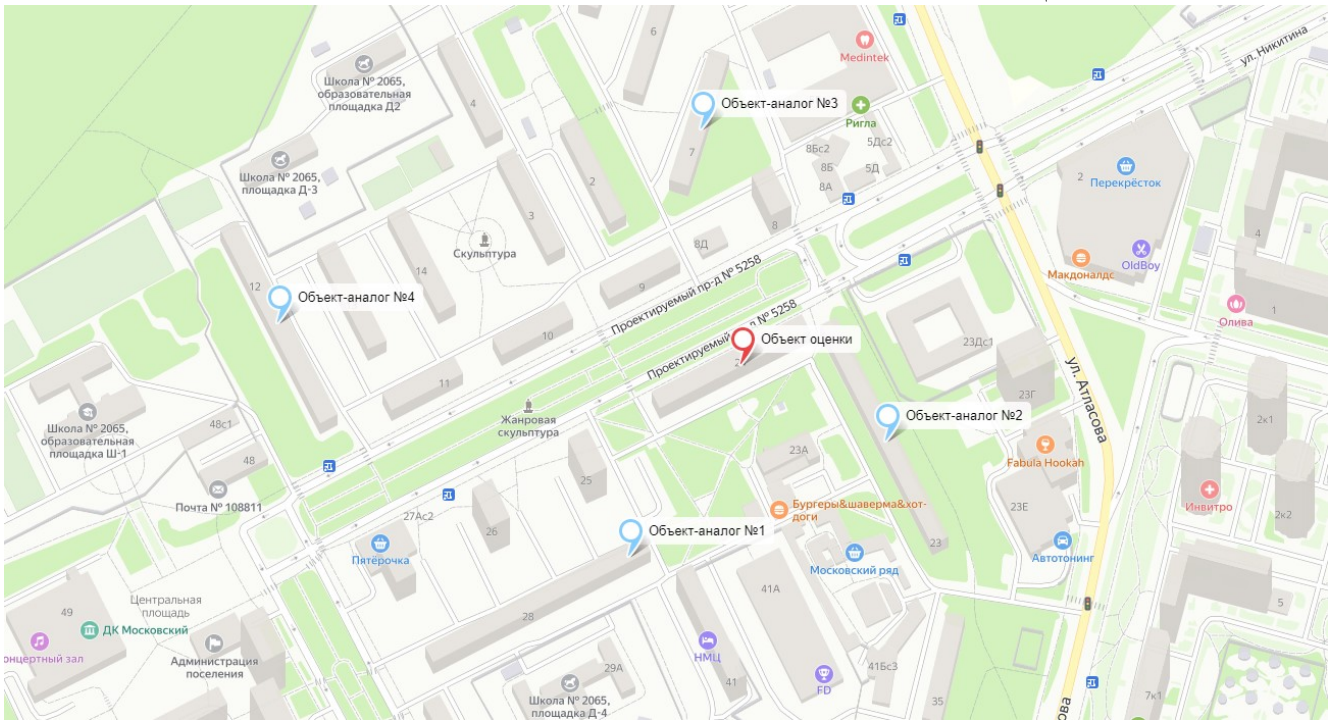 ул. Никитина
6
Medintek
Школа № 2065,
образовательная
площадка Д2
4
Объект-аналог №3
Ригла
7
8Бс2
5Дс2
8Б
5Д
8А
Школа № 2065,
площадка Д-3
2
2
Перекрёсток
3
8
4
8Д
Скульптура
OldBoy
14
Макдоналдс
12
Объект-аналог №4
9
Проектируемый пр-д № 5258
Олива
1
10
Проектируемый пр-д № 5258
Объект оценки
23Дс1
11
23Г
ул. Атласова
Жанровая
скульптура
Объект-аналог №2
48с1
2к1
Школа № 2065,
образовательная
площадка Ш-1
48
23А
Fabula Hookah
25
Почта № 108811
Инвитро
Бургеры&шаверма&хот-
доги
23Е
27Ас2
26
2к2
Объект-аналог №1
23
Пятёрочка
Московский ряд
Автотонинг
41А
Центральная
площадь
49
28
5
ДК Московский
онцертный зал
Администрация
поселения
НМЦ
29А
41Бс3
41
FD
35
Школа № 2065,
площадка Д-4
7к1